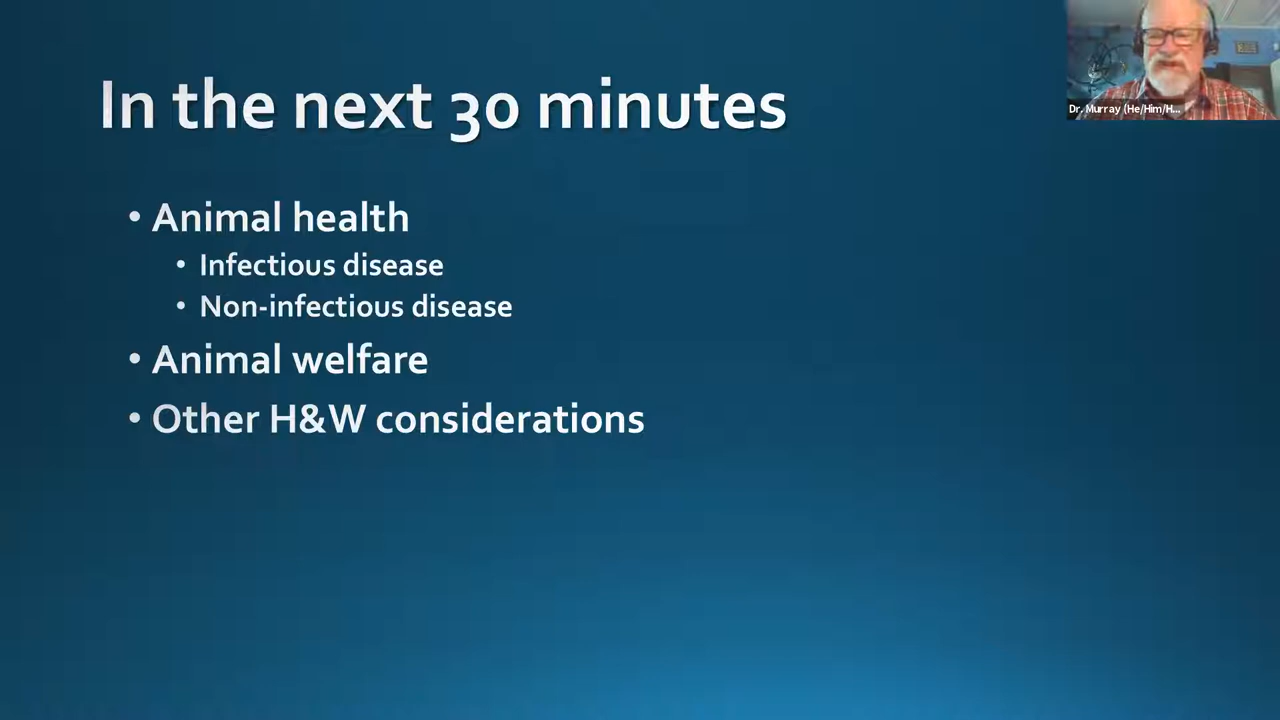 In the next 30 minutes
Dr. Murray (He/Him/H...
• Animal health
• Infectious disease
• Non-infectious disease
• Animal welfare
• Other H&W considerations